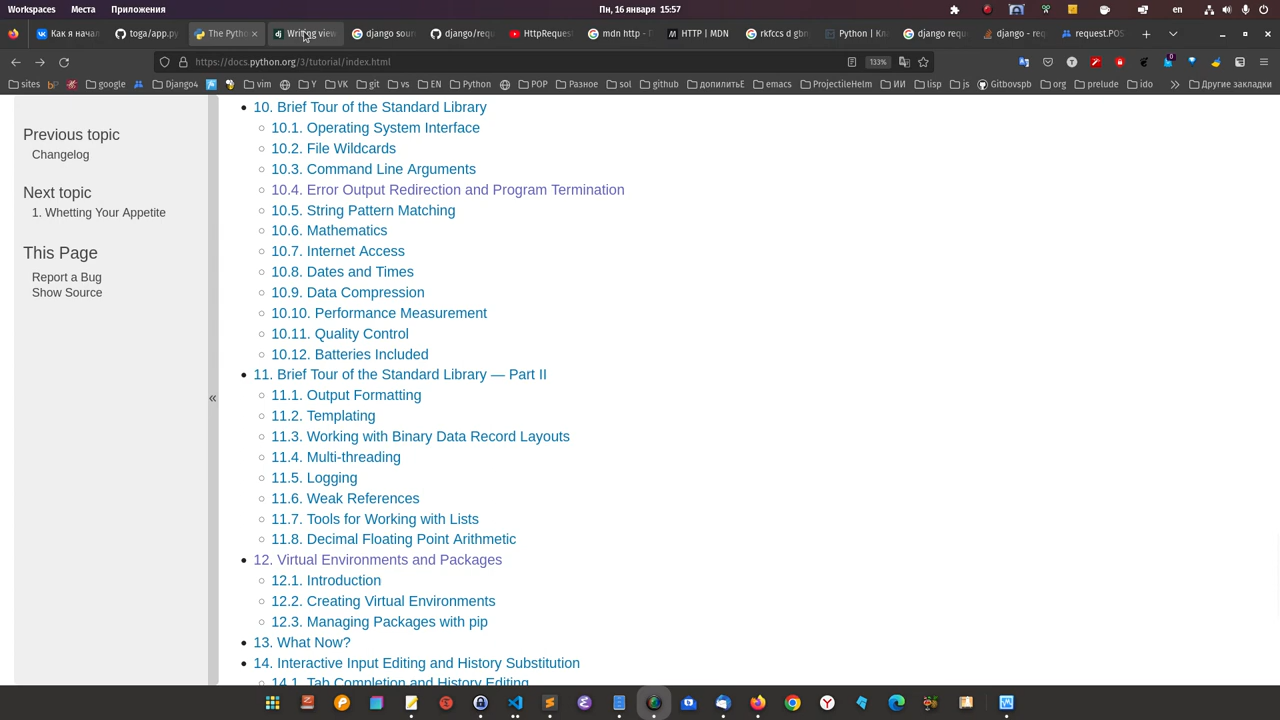 Workspaces Места Приложения Пн, 16 января 15:57 en
Как я начал toga/app.py The Pytho Writing view django sour django/requ HttpRequest mdn http - HTTP | MDN rkfccs d Python | Кла django requ django - req request.POS
https://docs.python.org/3/tutorial/index.html 133%
sites google Django4 vim Y VK git vs EN Python POP Разное sol github допилитьЕ emacs ProjectileHelm ИИ lisp js Gitbovspb org prelude ido Другие закладки
Previous topic
Changelog
Next topic
1. Whetting Your Appetite
This Page
Report a Bug
Show Source
«
10. Brief Tour of the Standard Library
10.1. Operating System Interface
10.2. File Wildcards
10.3. Command Line Arguments
10.4. Error Output Redirection and Program Termination
10.5. String Pattern Matching
10.6. Mathematics
10.7. Internet Access
10.8. Dates and Times
10.9. Data Compression
10.10. Performance Measurement
10.11. Quality Control
10.12. Batteries Included
11. Brief Tour of the Standard Library — Part II
11.1. Output Formatting
11.2. Templating
11.3. Working with Binary Data Record Layouts
11.4. Multi-threading
11.5. Logging
11.6. Weak References
11.7. Tools for Working with Lists
11.8. Decimal Floating Point Arithmetic
12. Virtual Environments and Packages
12.1. Introduction
12.2. Creating Virtual Environments
12.3. Managing Packages with pip
13. What Now?
14. Interactive Input Editing and History Substitution
14.1. Tab Completion and History Editing